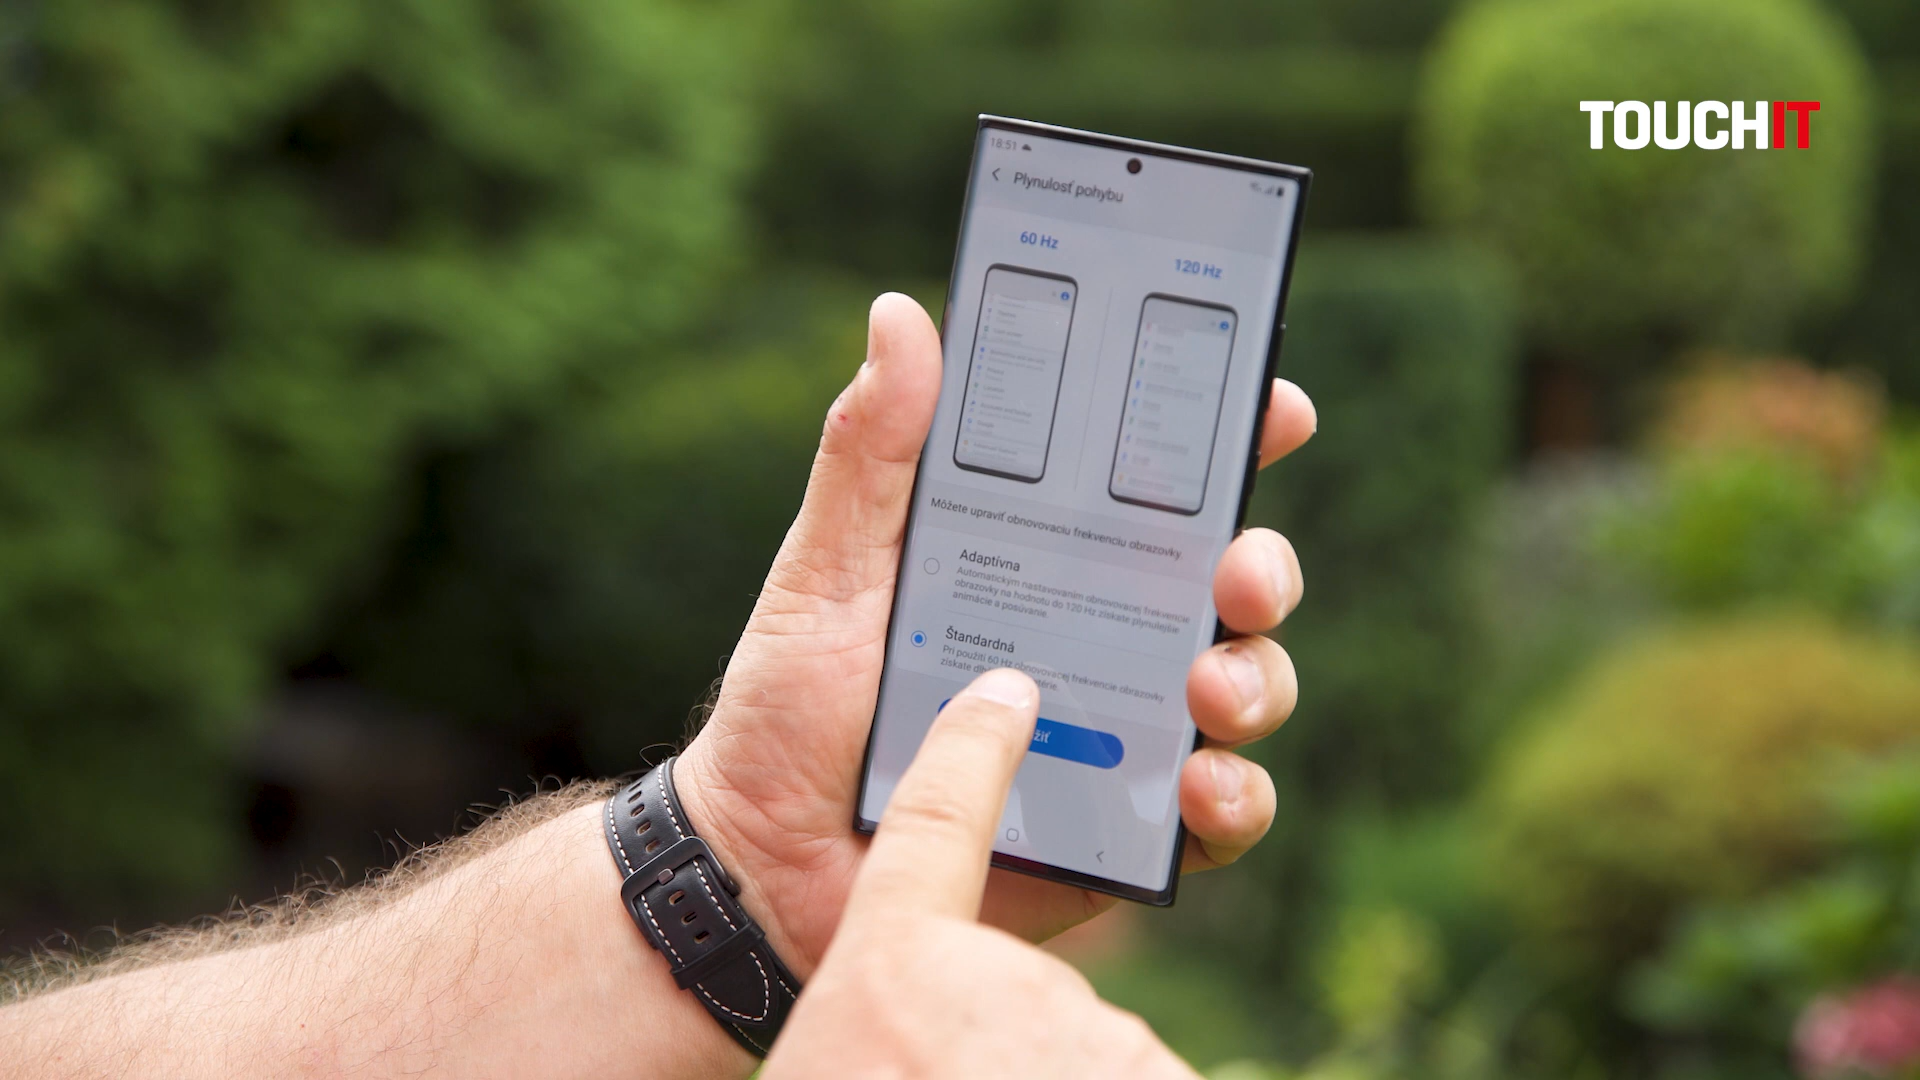 TOUCHIT
18:51
Plynulosť pohybu
60 Hz
120 Hz
Môžete upraviť obnovovaciu frekvenciu obrazovky.
Adaptívna
Automatickým nastavovaním obnovovacej frekvencie
obrazovky na hodnotu do 120 Hz získate plynulejšie
animácie a posúvanie.
Štandardná
Pri použití 60 Hz obnovovacej frekvencie obrazovky
získate